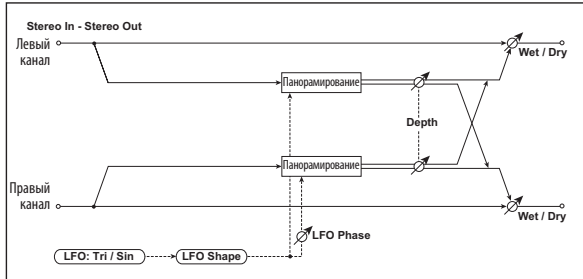 Stereo In - Stereo Out
Левый
канал
Wet / Dry
Панорамирование
Depth
Панорамирование
Правый
канал
Wet / Dry
LFO Phase
LFO: Tri / Sin
LFO Shape